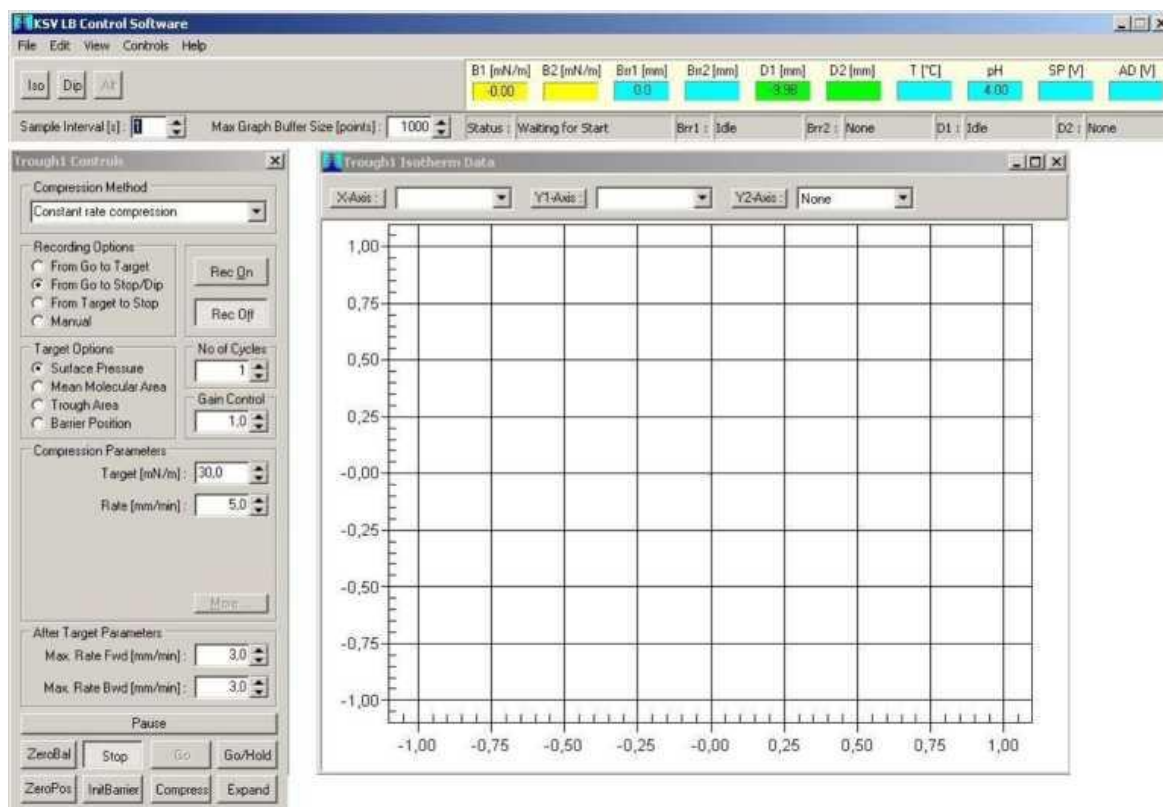 KSV LB Control Software
File Edit View Controls Help
Iso Dip Alt
B1 [mN/m] B2 [mN/m] Brr1 [mm] Brr2 [mm] D1 [mm] D2 [mm] T [°C] pH SP [V] AD [V]
-0.00 0.0 -9.98 4.00
Sample Interval [s] : 1 Max Graph Buffer Size [points] : 1000 Status : Waiting for Start Brr1 : Idle Brr2 : None D1 : Idle D2 : None
Trough1 Controls
Compression Method
Constant rate compression
Recording Options
From Go to Target
From Go to Stop/Dip
From Target to Stop
Manual
Rec On
Rec Off
Target Options
Surface Pressure
Mean Molecular Area
Trough Area
Barrier Position
No of Cycles
1
Gain Control
1,0
Compression Parameters
Target [mN/m] : 30,0
Rate [mm/min] : 5,0
More...
After Target Parameters
Max. Rate Fwd [mm/min] : 3,0
Max. Rate Bwd [mm/min] : 3,0
Pause
ZeroBal Stop Go Go/Hold
ZeroPos InitBarrier Compress Expand
Trough1 Isotherm Data
X-Axis : Y1-Axis : Y2-Axis : None
1,00
0,75
0,50
0,25
-0,00
-0,25
-0,50
-0,75
-1,00
-1,00 -0,75 -0,50 -0,25 -0,00 0,25 0,50 0,75 1,00